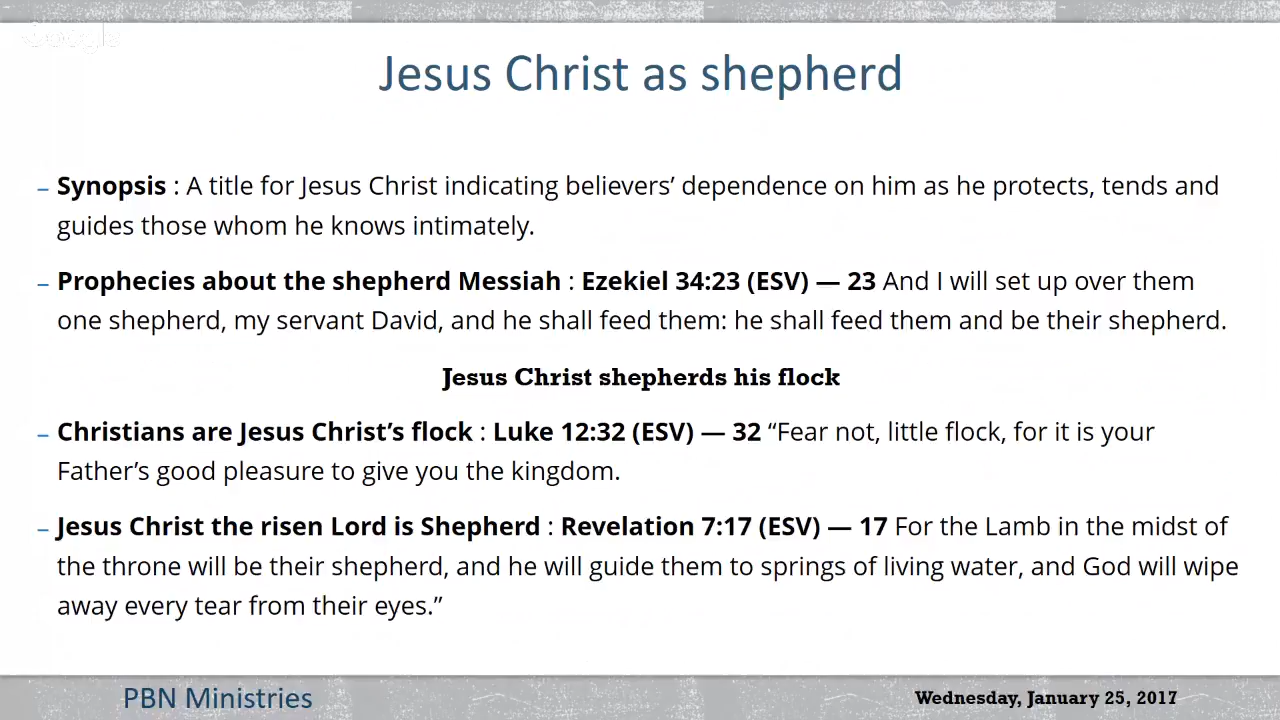 Google
Jesus Christ as shepherd
– Synopsis : A title for Jesus Christ indicating believers’ dependence on him as he protects, tends and
guides those whom he knows intimately.
– Prophecies about the shepherd Messiah : Ezekiel 34:23 (ESV) — 23 And I will set up over them
one shepherd, my servant David, and he shall feed them: he shall feed them and be their shepherd.
Jesus Christ shepherds his flock
– Christians are Jesus Christ’s flock : Luke 12:32 (ESV) — 32 “Fear not, little flock, for it is your
Father’s good pleasure to give you the kingdom.
– Jesus Christ the risen Lord is Shepherd : Revelation 7:17 (ESV) — 17 For the Lamb in the midst of
the throne will be their shepherd, and he will guide them to springs of living water, and God will wipe
away every tear from their eyes.”
PBN Ministries
Wednesday, January 25, 2017